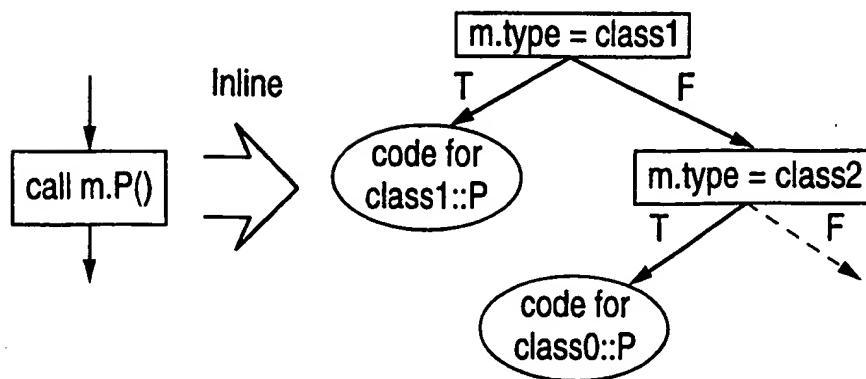 m.type = class1
Inline
T
F
call m.P()
code for
class1::P
m.type = class2
T
F
code for
class0::P